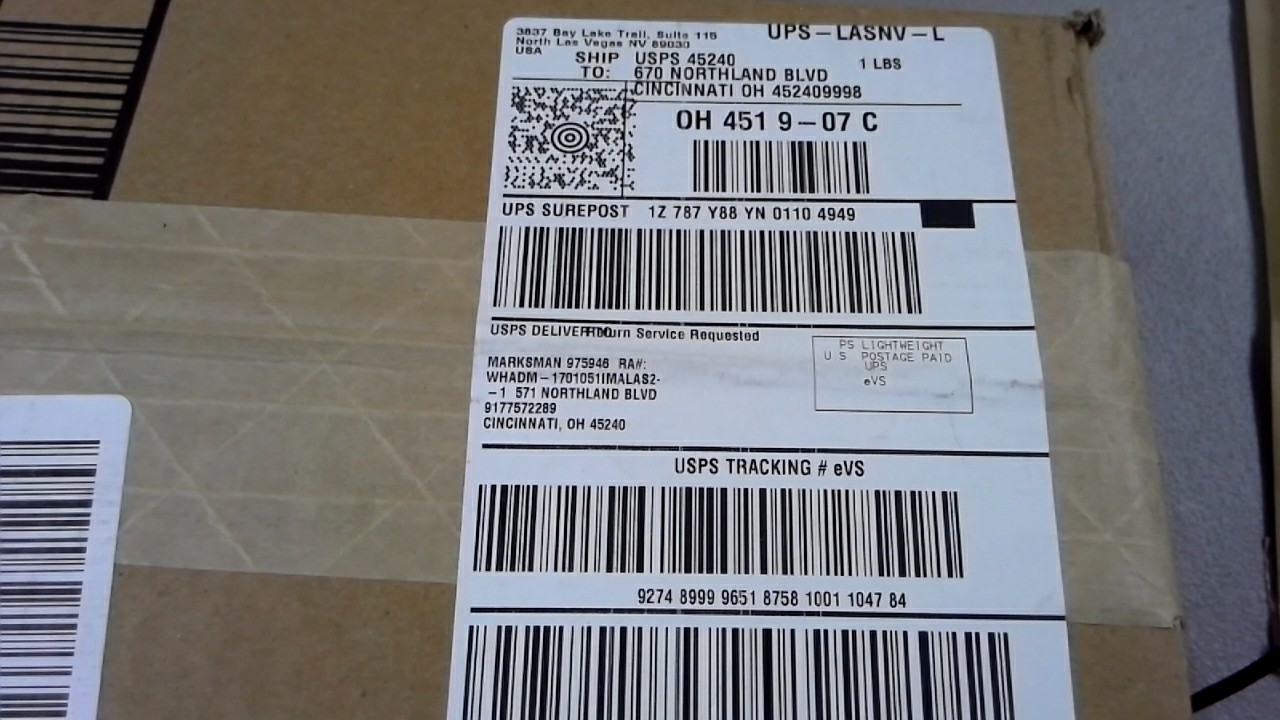 3837 Bay Lake Trail, Suite 115
North Las Vegas NV 89030
USA
UPS-LASNV-L
SHIP TO: USPS 45240
670 NORTHLAND BLVD
CINCINNATI OH 452409998
1 LBS
OH 451 9-07 C
UPS SUREPOST 1Z 787 Y88 YN 0110 4949
USPS DELIVER TO: Return Service Requested
MARKSMAN 975946 RA#:
WHADM-1701051IMALAS2-
-1 571 NORTHLAND BLVD
9177572289
CINCINNATI, OH 45240
PS LIGHTWEIGHT
U S POSTAGE PAID
UPS
eVS
USPS TRACKING # eVS
9274 8999 9651 8758 1001 1047 84